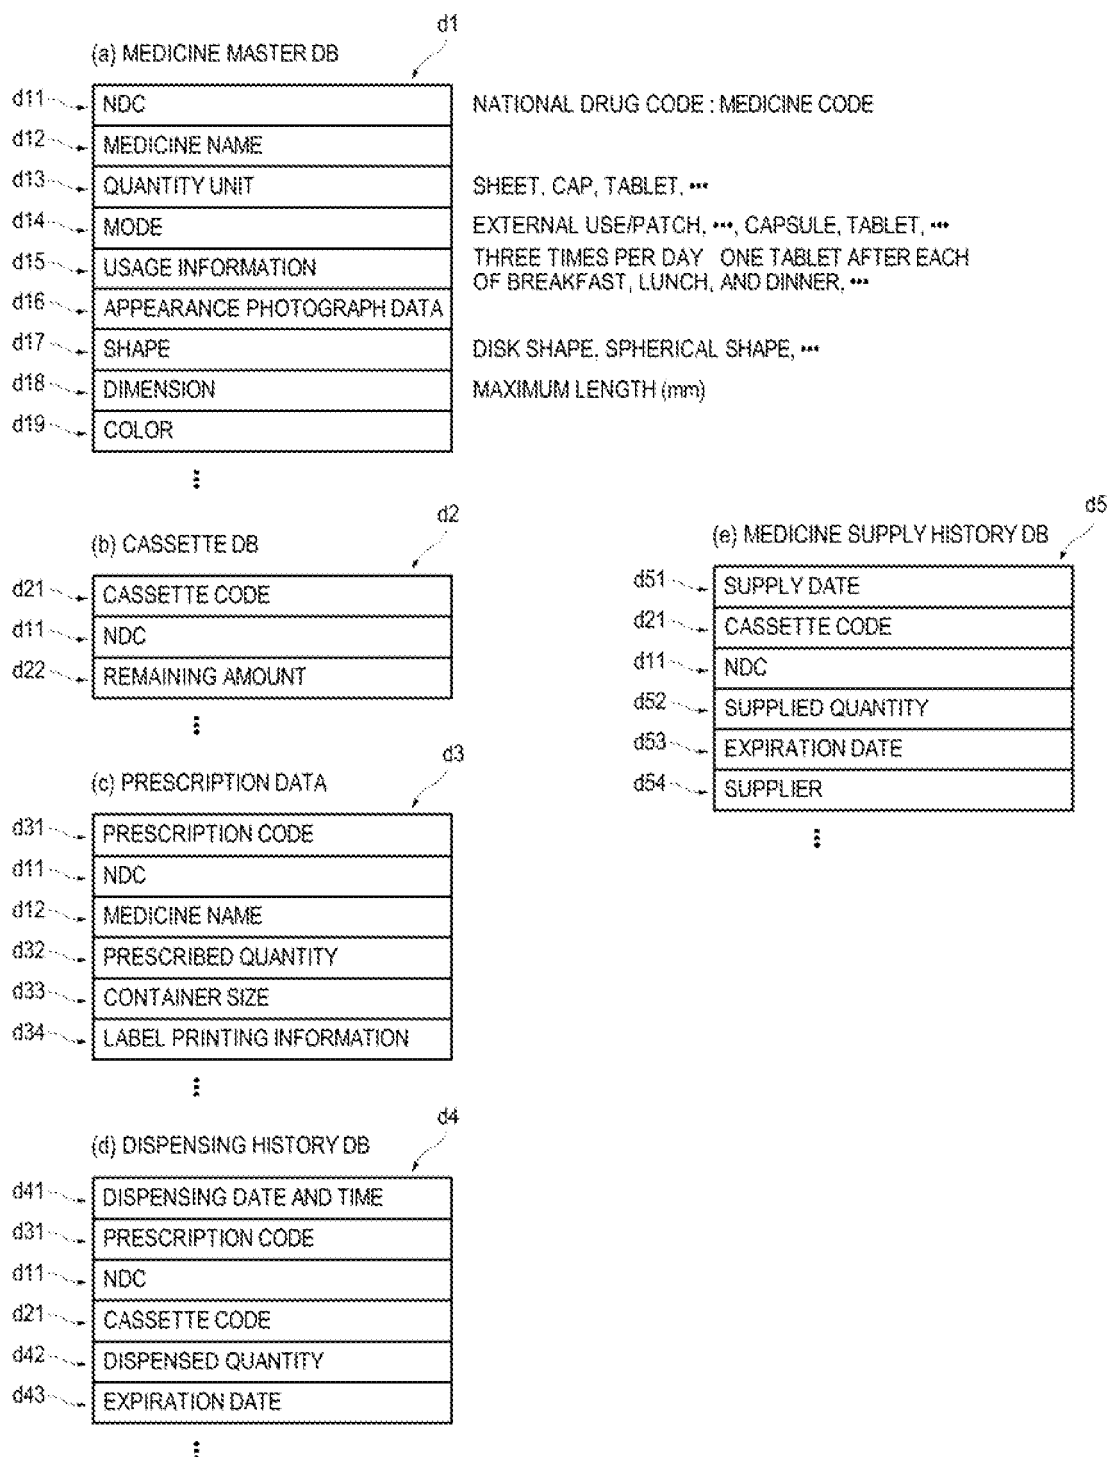 d1
(a) MEDICINE MASTER DB
d11 NDC NATIONAL DRUG CODE : MEDICINE CODE
d12 MEDICINE NAME
d13 QUANTITY UNIT SHEET, CAP, TABLET, •••
d14 MODE EXTERNAL USE/PATCH, •••, CAPSULE, TABLET, •••
d15 USAGE INFORMATION THREE TIMES PER DAY ONE TABLET AFTER EACH
OF BREAKFAST, LUNCH, AND DINNER, •••
d16 APPEARANCE PHOTOGRAPH DATA
d17 SHAPE DISK SHAPE, SPHERICAL SHAPE, •••
d18 DIMENSION MAXIMUM LENGTH (mm)
d19 COLOR
d2
(b) CASSETTE DB
d21 CASSETTE CODE
d11 NDC
d22 REMAINING AMOUNT
d3
(c) PRESCRIPTION DATA
d31 PRESCRIPTION CODE
d11 NDC
d12 MEDICINE NAME
d32 PRESCRIBED QUANTITY
d33 CONTAINER SIZE
d34 LABEL PRINTING INFORMATION
d4
(d) DISPENSING HISTORY DB
d41 DISPENSING DATE AND TIME
d31 PRESCRIPTION CODE
d11 NDC
d21 CASSETTE CODE
d42 DISPENSED QUANTITY
d43 EXPIRATION DATE
d5
(e) MEDICINE SUPPLY HISTORY DB
d51 SUPPLY DATE
d21 CASSETTE CODE
d11 NDC
d52 SUPPLIED QUANTITY
d53 EXPIRATION DATE
d54 SUPPLIER